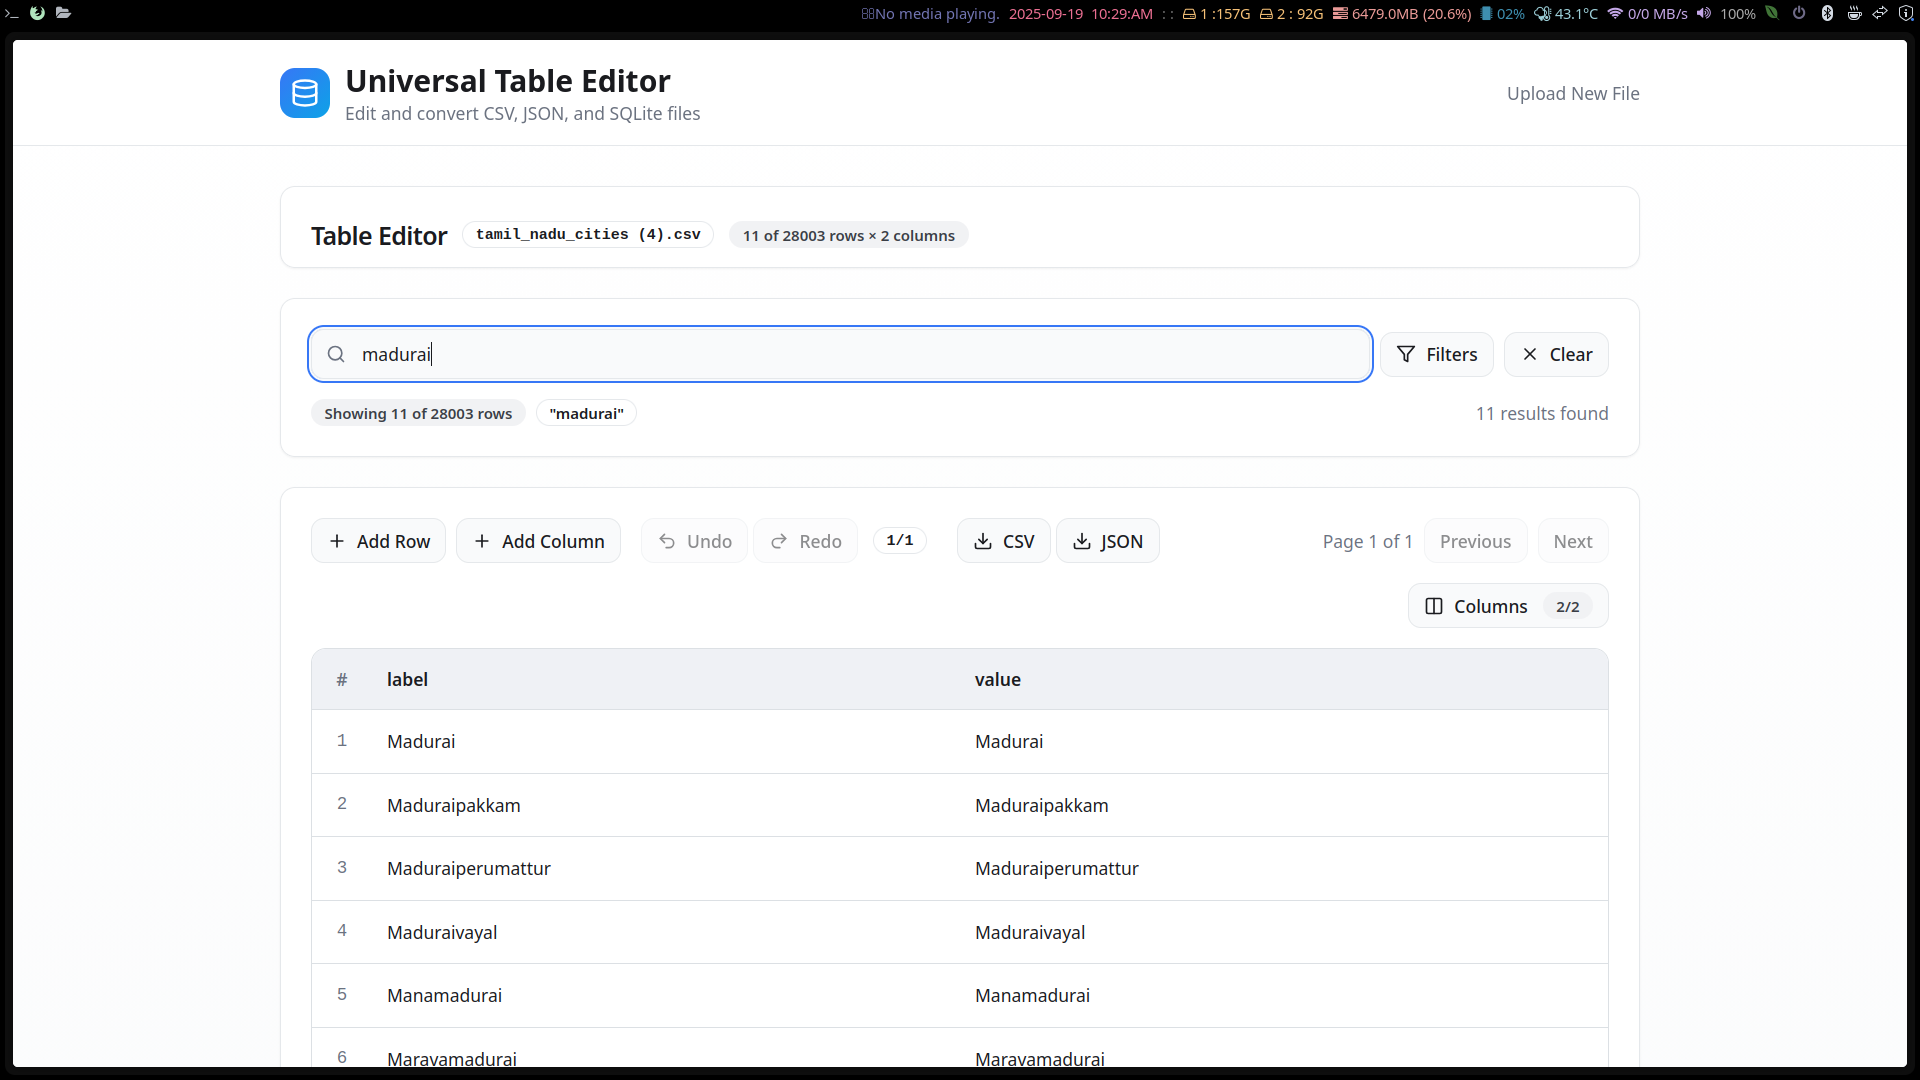 No media playing. 2025-09-19 10:29:AM :: 1 :157G 2 : 92G 6479.0MB (20.6%) 02% 43.1°C 0/0 MB/s 100%
Universal Table Editor
Edit and convert CSV, JSON, and SQLite files
Upload New File
Table Editor tamil_nadu_cities (4).csv 11 of 28003 rows × 2 columns
madurai Filters Clear
Showing 11 of 28003 rows "madurai" 11 results found
Add Row Add Column Undo Redo 1/1 CSV JSON Page 1 of 1 Previous Next
Columns 2/2
# label value
1 Madurai Madurai
2 Maduraipakkam Maduraipakkam
3 Maduraiperumattur Maduraiperumattur
4 Maduraivayal Maduraivayal
5 Manamadurai Manamadurai
6 Maravamadurai Maravamadurai